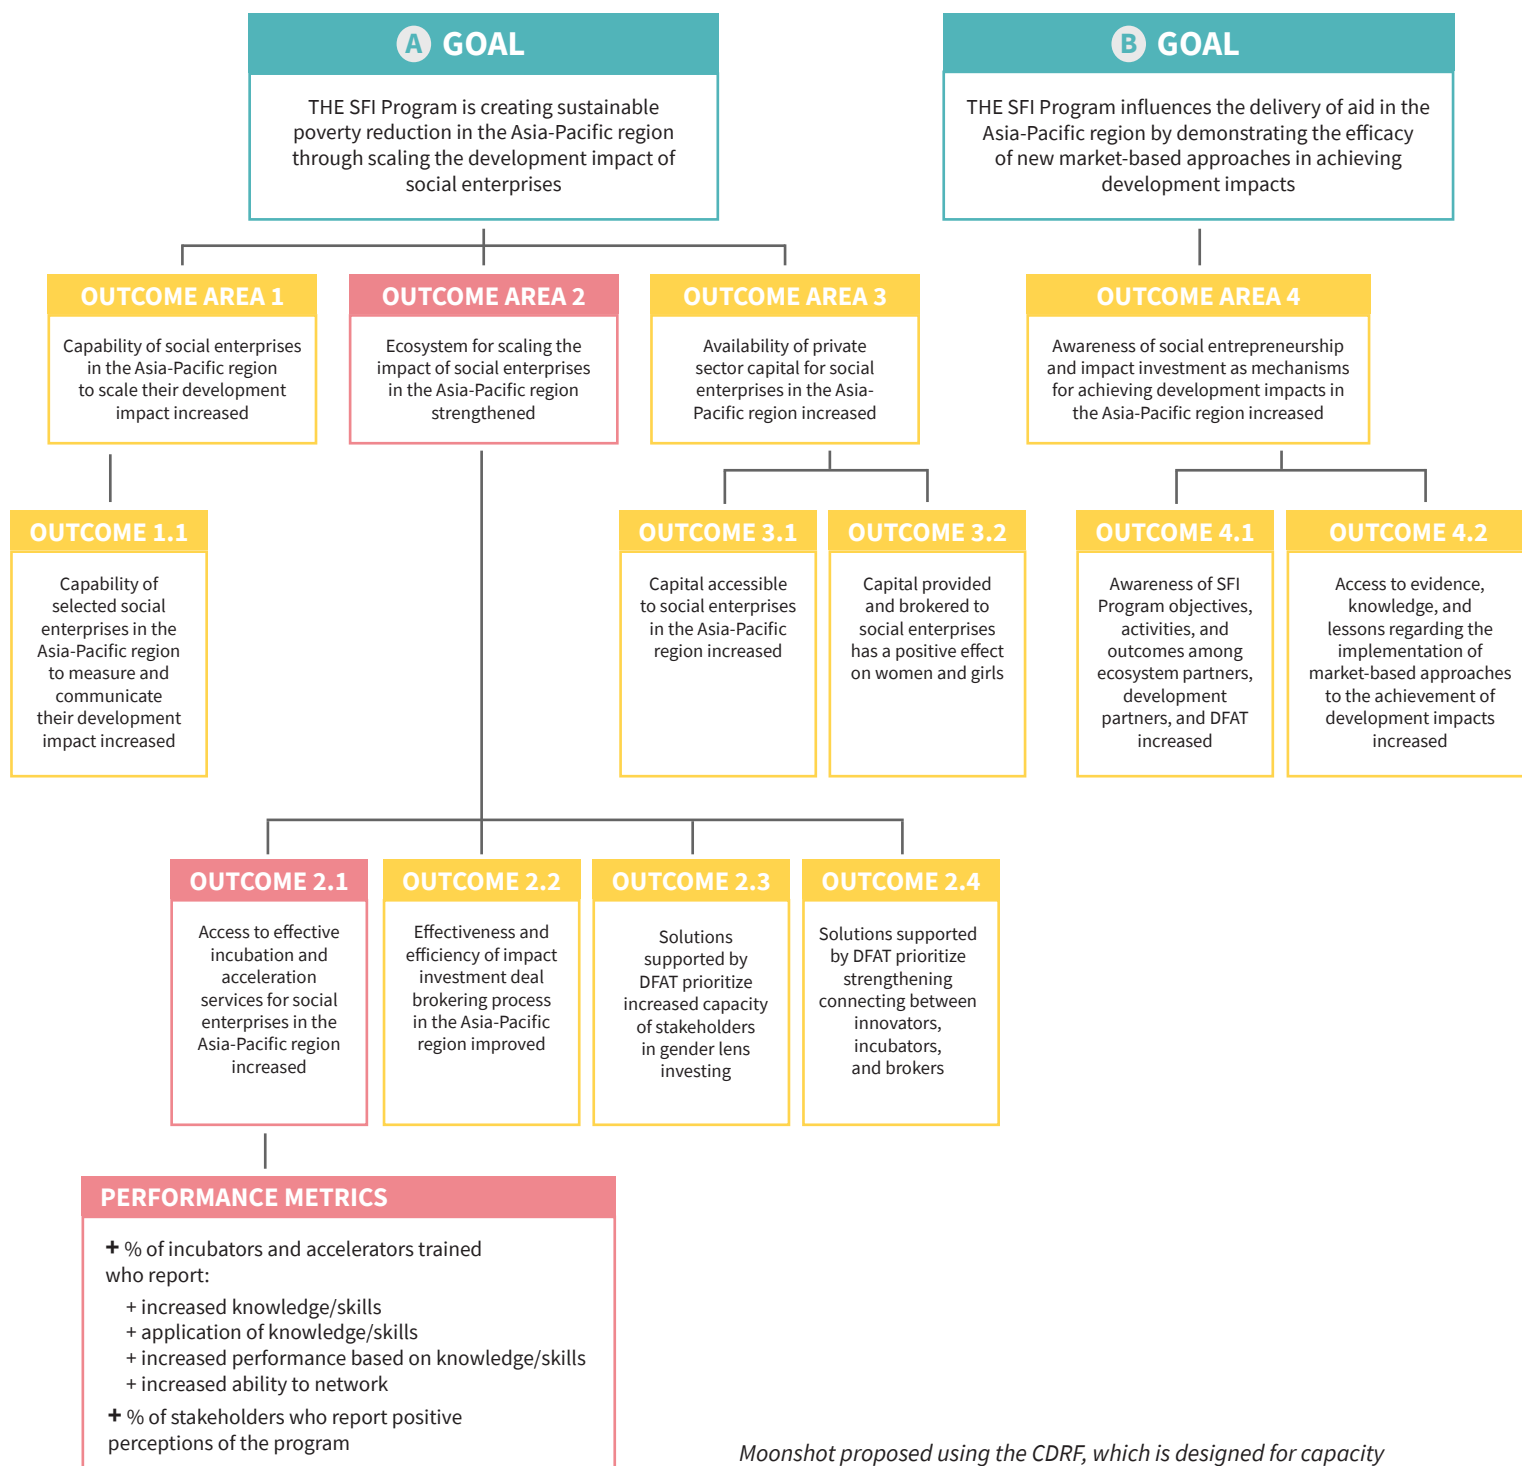 A GOAL
THE SFI Program is creating sustainable
poverty reduction in the Asia-Pacific region
through scaling the development impact of
social enterprises
B GOAL
THE SFI Program influences the delivery of aid in the
Asia-Pacific region by demonstrating the efficacy
of new market-based approaches in achieving
development impacts
OUTCOME AREA 1
Capability of social enterprises
in the Asia-Pacific region
to scale their development
impact increased
OUTCOME AREA 2
Ecosystem for scaling the
impact of social enterprises
in the Asia-Pacific region
strengthened
OUTCOME AREA 3
Availability of private
sector capital for social
enterprises in the Asia-
Pacific region increased
OUTCOME AREA 4
Awareness of social entrepreneurship
and impact investment as mechanisms
for achieving development impacts in
the Asia-Pacific region increased
OUTCOME 1.1
Capability of
selected social
enterprises in the
Asia-Pacific region
to measure and
communicate
their development
impact increased
OUTCOME 3.1
Capital accessible
to social enterprises
in the Asia-Pacific
region increased
OUTCOME 3.2
Capital provided
and brokered to
social enterprises
has a positive effect
on women and girls
OUTCOME 4.1
Awareness of SFI
Program objectives,
activities, and
outcomes among
ecosystem partners,
development
partners, and DFAT
increased
OUTCOME 4.2
Access to evidence,
knowledge, and
lessons regarding the
implementation of
market-based approaches
to the achievement of
development impacts
increased
OUTCOME 2.1
Access to effective
incubation and
acceleration
services for social
enterprises in the
Asia-Pacific region
increased
OUTCOME 2.2
Effectiveness and
efficiency of impact
investment deal
brokering process
in the Asia-Pacific
region improved
OUTCOME 2.3
Solutions
supported by
DFAT prioritize
increased capacity
of stakeholders
in gender lens
investing
OUTCOME 2.4
Solutions supported
by DFAT prioritize
strengthening
connecting between
innovators,
incubators,
and brokers
PERFORMANCE METRICS
+ % of incubators and accelerators trained
who report:
+ increased knowledge/skills
+ application of knowledge/skills
+ increased performance based on knowledge/skills
+ increased ability to network
+ % of stakeholders who report positive
perceptions of the program
Moonshot proposed using the CDRF, which is designed for capacity